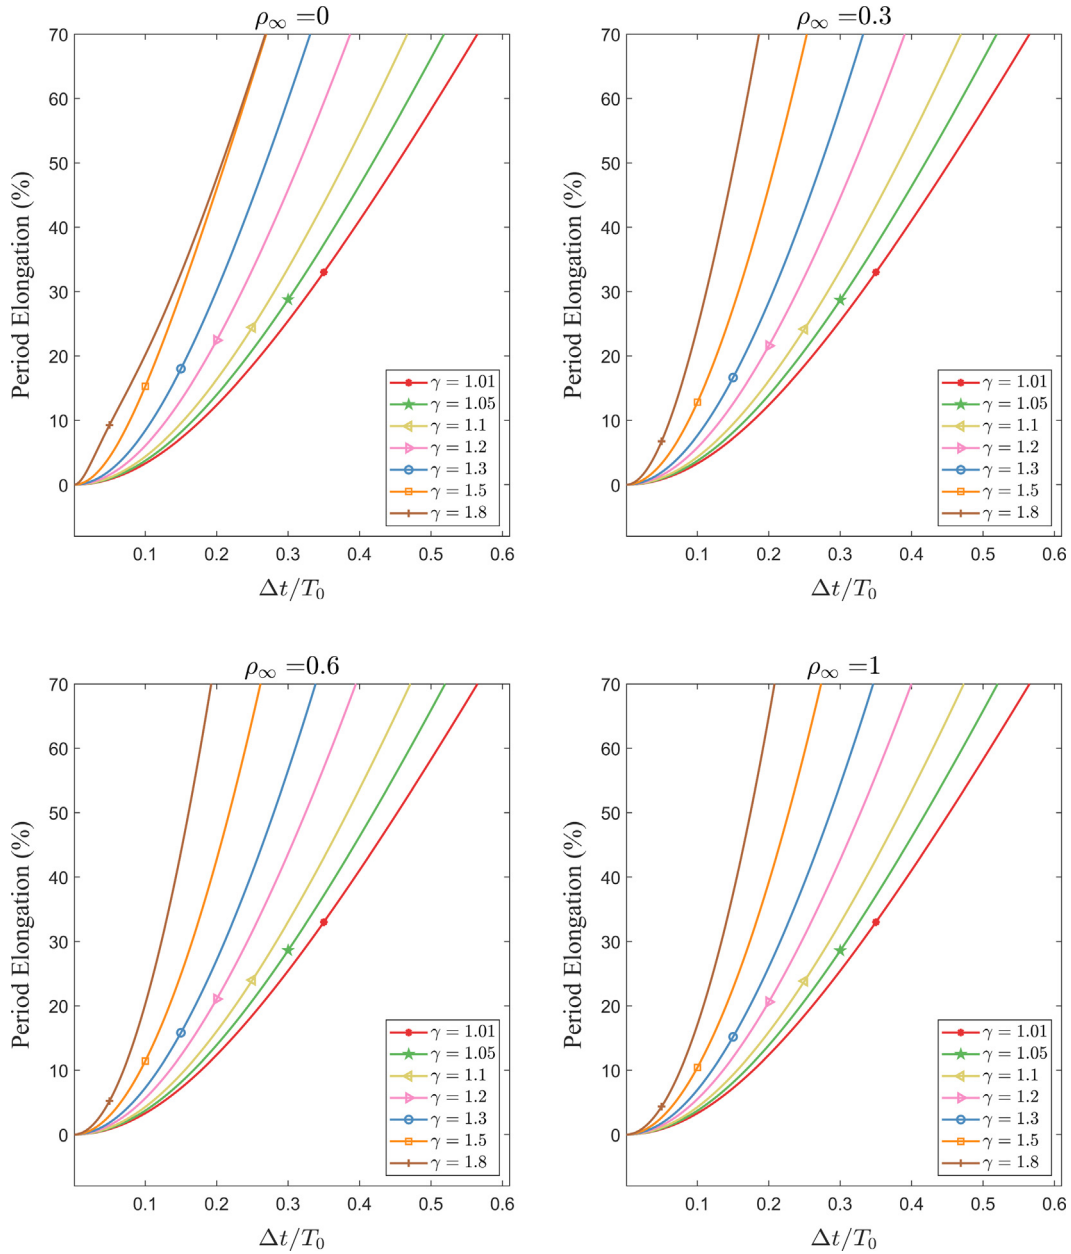 ρ∞ =0
70
60
50
40
30
20
10
0
Period Elongation (%)
γ = 1.01
γ = 1.05
γ = 1.1
γ = 1.2
γ = 1.3
γ = 1.5
γ = 1.8
0.1 0.2 0.3 0.4 0.5 0.6
Δt/T₀
ρ∞ =0.3
70
60
50
40
30
20
10
0
Period Elongation (%)
γ = 1.01
γ = 1.05
γ = 1.1
γ = 1.2
γ = 1.3
γ = 1.5
γ = 1.8
0.1 0.2 0.3 0.4 0.5 0.6
Δt/T₀
ρ∞ =0.6
70
60
50
40
30
20
10
0
Period Elongation (%)
γ = 1.01
γ = 1.05
γ = 1.1
γ = 1.2
γ = 1.3
γ = 1.5
γ = 1.8
0.1 0.2 0.3 0.4 0.5 0.6
Δt/T₀
ρ∞ =1
70
60
50
40
30
20
10
0
Period Elongation (%)
γ = 1.01
γ = 1.05
γ = 1.1
γ = 1.2
γ = 1.3
γ = 1.5
γ = 1.8
0.1 0.2 0.3 0.4 0.5 0.6
Δt/T₀